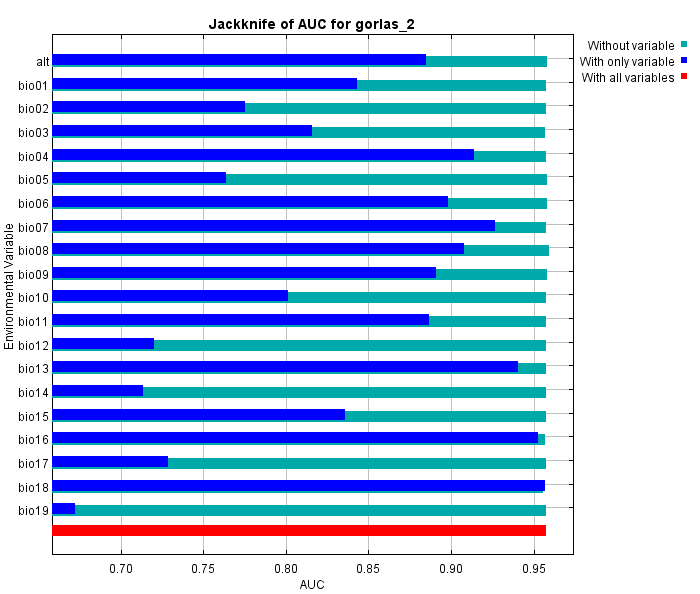 Jackknife of AUC for gorlas_2
Without variable
With only variable
With all variables
Environmental Variable
alt
bio01
bio02
bio03
bio04
bio05
bio06
bio07
bio08
bio09
bio10
bio11
bio12
bio13
bio14
bio15
bio16
bio17
bio18
bio19
0.70 0.75 0.80 0.85 0.90 0.95
AUC